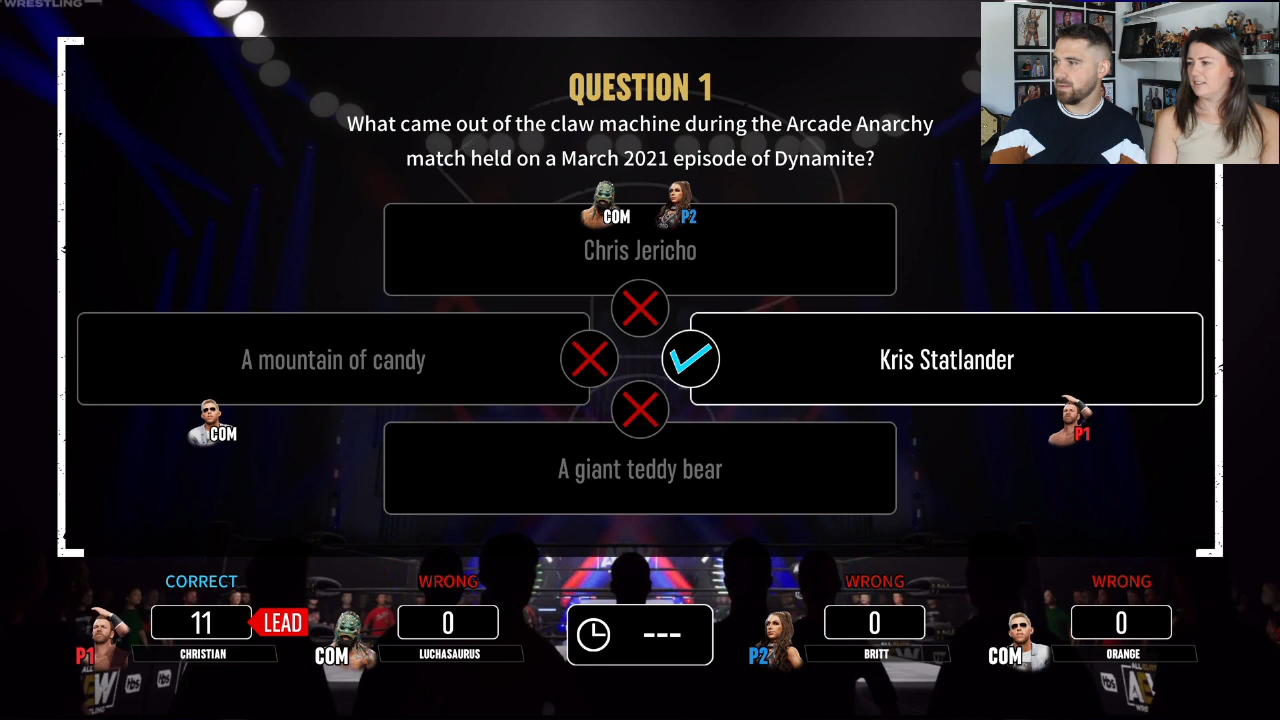 WRESTLING
QUESTION 1
What came out of the claw machine during the Arcade Anarchy
match held on a March 2021 episode of Dynamite?
COM
P2
Chris Jericho
A mountain of candy
Kris Statlander
COM
P1
A giant teddy bear
CORRECT
WRONG
WRONG
WRONG
11
LEAD
0
---
0
0
P1
CHRISTIAN
COM
LUCHASAURUS
P2
BRITT
COM
ORANGE
tbs
tbs